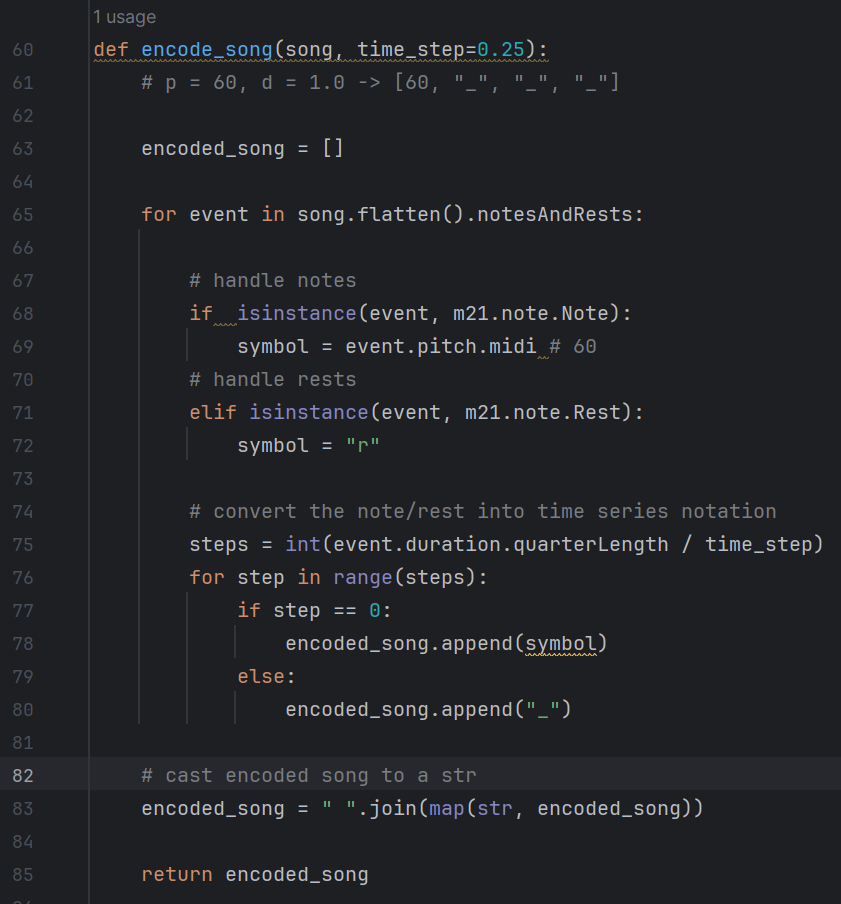 1 usage
60 def encode_song(song, time_step=0.25):
61     # p = 60, d = 1.0 -> [60, "_", "_", "_"]
62
63     encoded_song = []
64
65     for event in song.flatten().notesAndRests:
66
67         # handle notes
68         if  isinstance(event, m21.note.Note):
69             symbol = event.pitch.midi # 60
70         # handle rests
71         elif isinstance(event, m21.note.Rest):
72             symbol = "r"
73
74         # convert the note/rest into time series notation
75         steps = int(event.duration.quarterLength / time_step)
76         for step in range(steps):
77             if step == 0:
78                 encoded_song.append(symbol)
79             else:
80                 encoded_song.append("_")
81
82     # cast encoded song to a str
83     encoded_song = " ".join(map(str, encoded_song))
84
85     return encoded_song